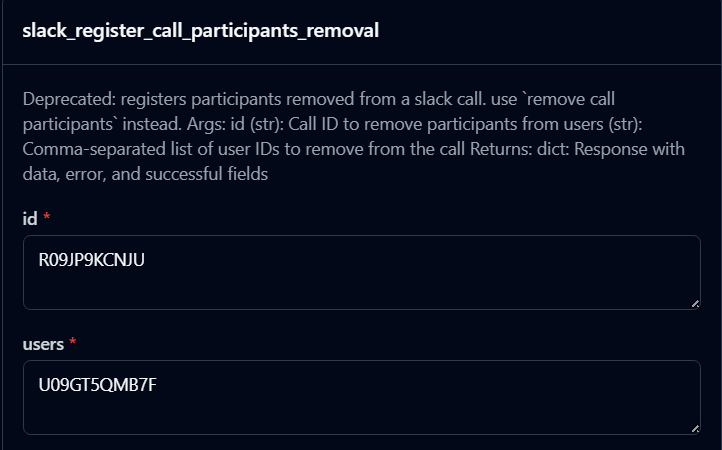 slack_register_call_participants_removal
Deprecated: registers participants removed from a slack call. use `remove call
participants` instead. Args: id (str): Call ID to remove participants from users (str):
Comma-separated list of user IDs to remove from the call Returns: dict: Response with
data, error, and successful fields
id *
R09JP9KCNJU
users *
U09GT5QMB7F